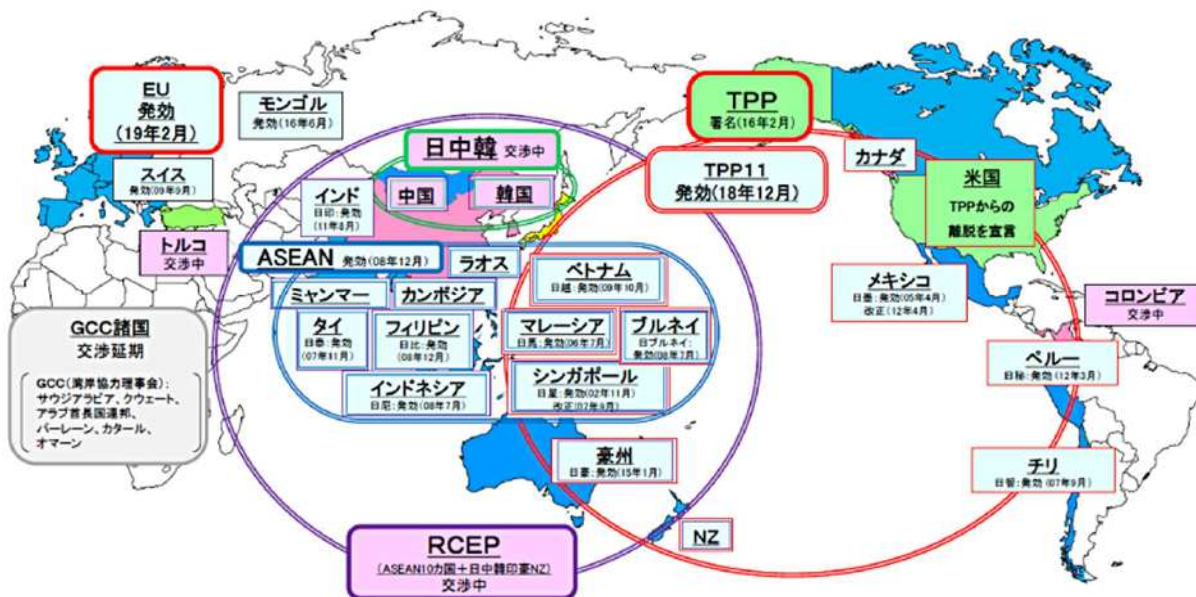 EU
発効
(19年2月)
モンゴル
発効(16年6月)
スイス
発効(09年9月)
トルコ
交渉中
GCC諸国
交渉延期
GCC(湾岸協力理事会):
サウジアラビア、クウェート、
アラブ首長国連邦、
バーレーン、カタール、
オマーン
日中韓 交渉中
中国
韓国
インド
日印:発効
(11年8月)
ASEAN 発効(08年12月)
ラオス
ミャンマー
カンボジア
タイ
日泰:発効
(07年11月)
フィリピン
日比:発効
(08年12月)
インドネシア
日尼:発効(08年7月)
ベトナム
日越:発効(09年10月)
マレーシア
日馬:発効(06年7月)
ブルネイ
日ブルネイ:
発効(08年7月)
シンガポール
日星:発効(02年11月)
改正(07年9月)
豪州
日豪:発効(15年1月)
NZ
RCEP
(ASEAN10カ国+日中韓印豪NZ)
交渉中
TPP
署名(16年2月)
TPP11
発効(18年12月)
カナダ
米国
TPPからの
離脱を宣言
メキシコ
日墨:発効(05年4月)
改正(12年4月)
コロンビア
交渉中
ペルー
日秘:発効(12年3月)
チリ
日智:発効(07年9月)